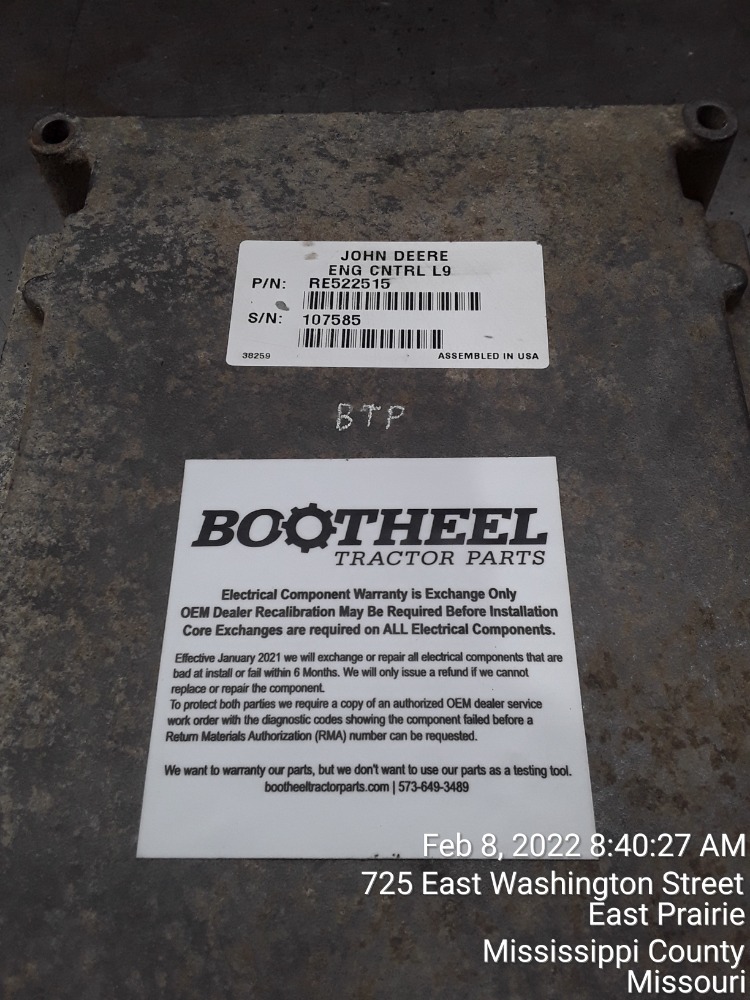 JOHN DEERE
ENG CNTRL L9
P/N: RE522515
S/N: 107585
38259 ASSEMBLED IN USA
BTP
BOOTHEEL
TRACTOR PARTS
Electrical Component Warranty is Exchange Only
OEM Dealer Recalibration May Be Required Before Installation
Core Exchanges are required on ALL Electrical Components.
Effective January 2021 we will exchange or repair all electrical components that are
bad at install or fail within 6 Months. We will only issue a refund if we cannot
replace or repair the component.
To protect both parties we require a copy of an authorized OEM dealer service
work order with the diagnostic codes showing the component failed before a
Return Materials Authorization (RMA) number can be requested.
We want to warranty our parts, but we don't want to use our parts as a testing tool.
bootheeltractorparts.com | 573-649-3489
Feb 8, 2022 8:40:27 AM
725 East Washington Street
East Prairie
Mississippi County
Missouri